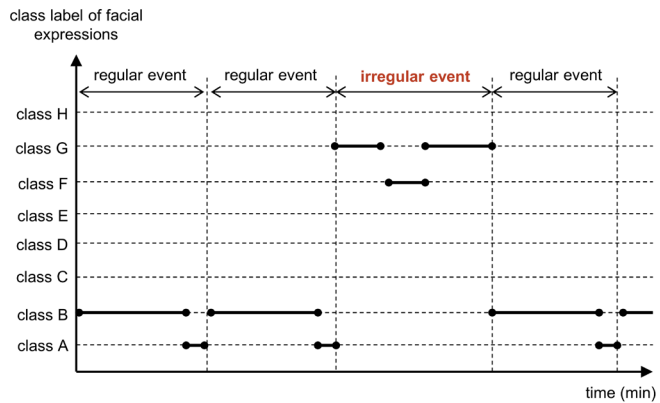 class label of facial
expressions
regular event
regular event
irregular event
regular event
class H
class G
class F
class E
class D
class C
class B
class A
time (min)